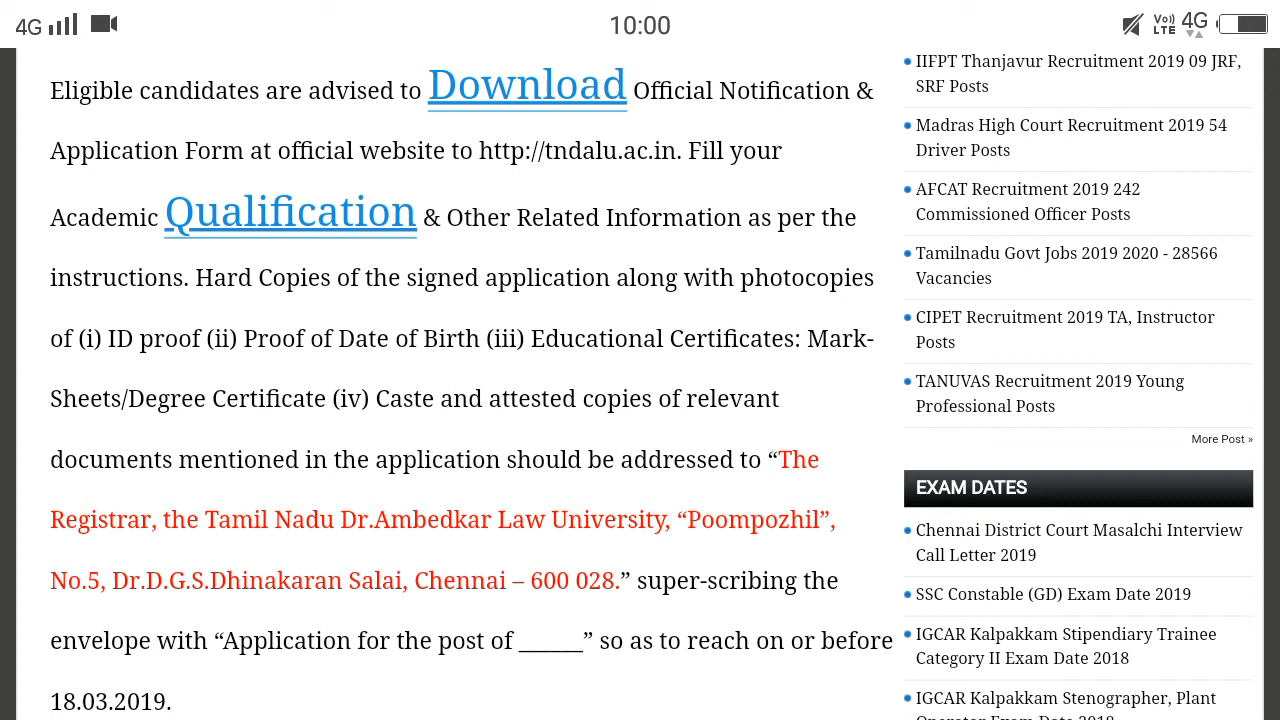 4G
10:00
Vo)) LTE 4G
Eligible candidates are advised to Download Official Notification &
Application Form at official website to http://tndalu.ac.in. Fill your
Academic Qualification & Other Related Information as per the
instructions. Hard Copies of the signed application along with photocopies
of (i) ID proof (ii) Proof of Date of Birth (iii) Educational Certificates: Mark-
Sheets/Degree Certificate (iv) Caste and attested copies of relevant
documents mentioned in the application should be addressed to “The
Registrar, the Tamil Nadu Dr.Ambedkar Law University, “Poompozhil”,
No.5, Dr.D.G.S.Dhinakaran Salai, Chennai – 600 028.” super-scribing the
envelope with “Application for the post of ______” so as to reach on or before
18.03.2019.
IIFPT Thanjavur Recruitment 2019 09 JRF,
SRF Posts
Madras High Court Recruitment 2019 54
Driver Posts
AFCAT Recruitment 2019 242
Commissioned Officer Posts
Tamilnadu Govt Jobs 2019 2020 - 28566
Vacancies
CIPET Recruitment 2019 TA, Instructor
Posts
TANUVAS Recruitment 2019 Young
Professional Posts
More Post »
EXAM DATES
Chennai District Court Masalchi Interview
Call Letter 2019
SSC Constable (GD) Exam Date 2019
IGCAR Kalpakkam Stipendiary Trainee
Category II Exam Date 2018
IGCAR Kalpakkam Stenographer, Plant
Operator Exam Date 2018